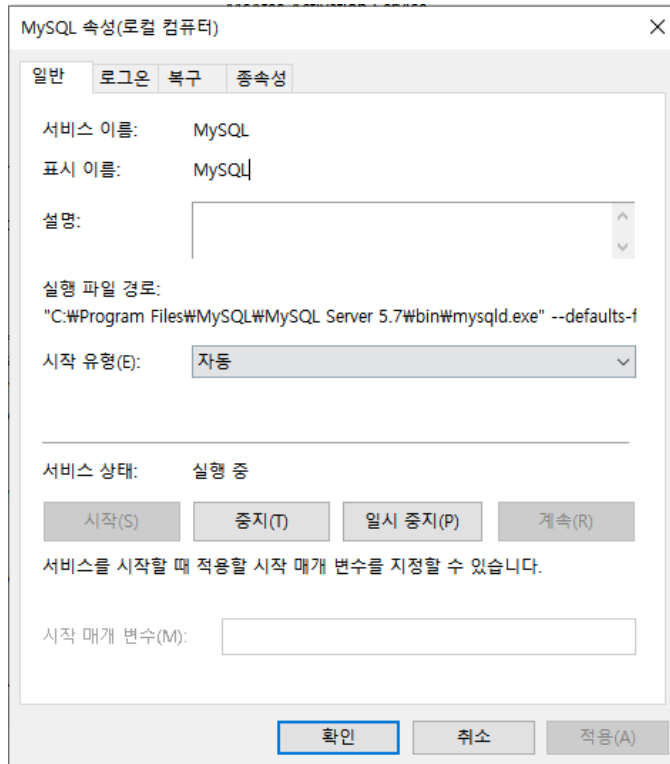 MySQL 속성(로컬 컴퓨터)
일반 로그온 복구 종속성
서비스 이름: MySQL
표시 이름: MySQL
설명:
실행 파일 경로:
"C:₩Program Files₩MySQL₩MySQL Server 5.7₩bin₩mysqld.exe" --defaults-f
시작 유형(E): 자동
서비스 상태: 실행 중
시작(S) 중지(T) 일시 중지(P) 계속(R)
서비스를 시작할 때 적용할 시작 매개 변수를 지정할 수 있습니다.
시작 매개 변수(M):
확인 취소 적용(A)